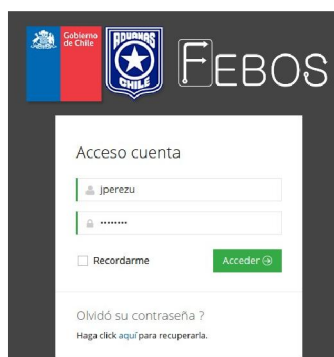 Gobierno
de Chile
ADUANAS
CHILE
FEBOS
Acceso cuenta
jperezu
••••••••
Recordarme
Acceder
Olvidó su contraseña ?
Haga click aquí para recuperarla.